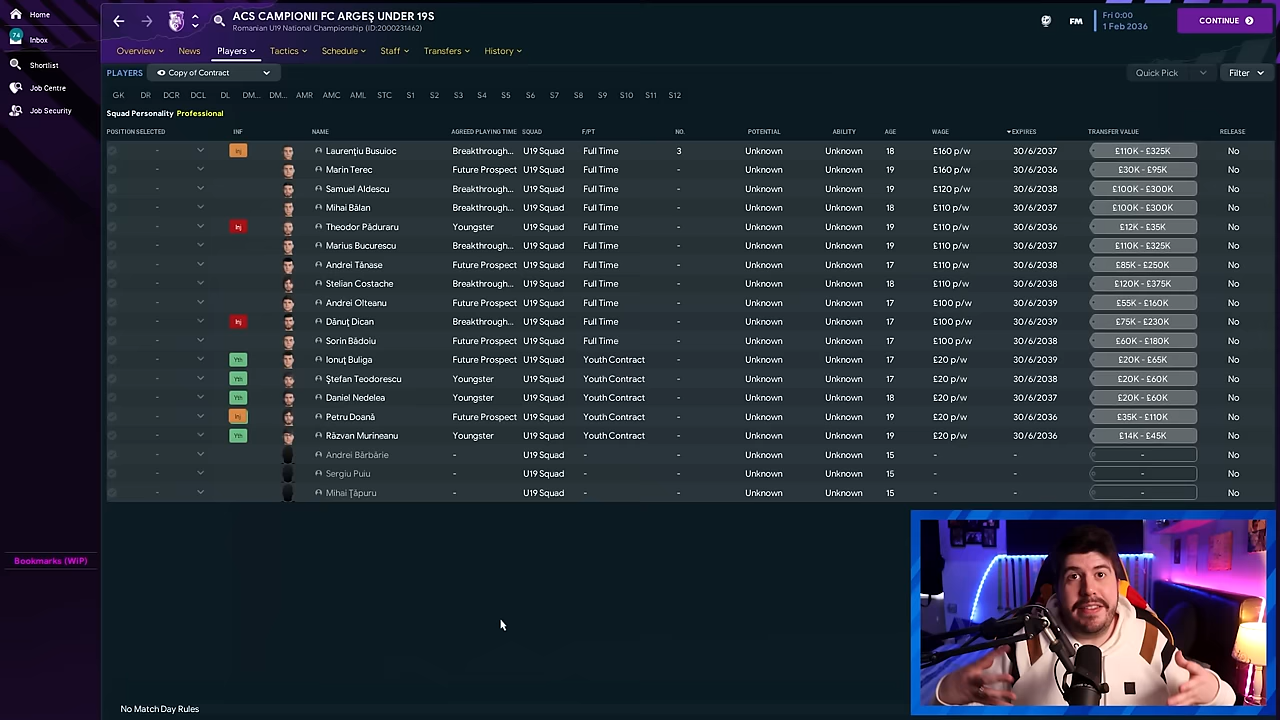 Home
ACS CAMPIONII FC ARGEŞ UNDER 19S
Romanian U19 National Championship (ID:2000231462)
FM
Fri 0:00
1 Feb 2036
CONTINUE
74
Inbox
Overview News Players Tactics Schedule Staff Transfers History
Shortlist
PLAYERS Copy of Contract Quick Pick Filter
Job Centre
GK DR DCR DCL DL DM... DM... AMR AMC AML STC S1 S2 S3 S4 S5 S6 S7 S8 S9 S10 S11 S12
Job Security
Squad Personality Professional
POSITION SELECTED INF NAME AGREED PLAYING TIME SQUAD F/PT NO. POTENTIAL ABILITY AGE WAGE EXPIRES TRANSFER VALUE RELEASE
- Inj Laurenţiu Busuioc Breakthrough... U19 Squad Full Time 3 Unknown Unknown 18 £160 p/w 30/6/2037 £110K - £325K No
- Marin Terec Future Prospect U19 Squad Full Time - Unknown Unknown 19 £160 p/w 30/6/2036 £30K - £95K No
- Samuel Aldescu Breakthrough... U19 Squad Full Time - Unknown Unknown 19 £120 p/w 30/6/2038 £100K - £300K No
- Mihai Bălan Breakthrough... U19 Squad Full Time - Unknown Unknown 18 £110 p/w 30/6/2037 £100K - £300K No
- Inj Theodor Păduraru Youngster U19 Squad Full Time - Unknown Unknown 19 £110 p/w 30/6/2036 £12K - £35K No
- Marius Bucurescu Breakthrough... U19 Squad Full Time - Unknown Unknown 19 £110 p/w 30/6/2037 £110K - £325K No
- Andrei Tănase Future Prospect U19 Squad Full Time - Unknown Unknown 17 £110 p/w 30/6/2038 £85K - £250K No
- Stelian Costache Breakthrough... U19 Squad Full Time - Unknown Unknown 18 £110 p/w 30/6/2038 £120K - £375K No
- Andrei Olteanu Future Prospect U19 Squad Full Time - Unknown Unknown 17 £100 p/w 30/6/2039 £55K - £160K No
- Inj Dănuţ Dican Breakthrough... U19 Squad Full Time - Unknown Unknown 17 £100 p/w 30/6/2039 £75K - £230K No
- Sorin Bădoiu Future Prospect U19 Squad Full Time - Unknown Unknown 17 £100 p/w 30/6/2038 £60K - £180K No
- Yth Ionuţ Buliga Future Prospect U19 Squad Youth Contract - Unknown Unknown 17 £20 p/w 30/6/2039 £20K - £65K No
- Yth Ştefan Teodorescu Youngster U19 Squad Youth Contract - Unknown Unknown 17 £20 p/w 30/6/2038 £20K - £60K No
- Yth Daniel Nedelea Youngster U19 Squad Youth Contract - Unknown Unknown 18 £20 p/w 30/6/2037 £20K - £60K No
- Inj Petru Doană Future Prospect U19 Squad Youth Contract - Unknown Unknown 19 £20 p/w 30/6/2036 £35K - £110K No
- Yth Răzvan Murineanu Youngster U19 Squad Youth Contract - Unknown Unknown 19 £20 p/w 30/6/2036 £14K - £45K No
- Andrei Bărbărie - U19 Squad - - Unknown Unknown 15 - - - No
- Sergiu Puiu - U19 Squad - - Unknown Unknown 15 - - - No
- Mihai Ţăpuru - U19 Squad - - Unknown Unknown 15 - - - No
Bookmarks (WiP)
No Match Day Rules